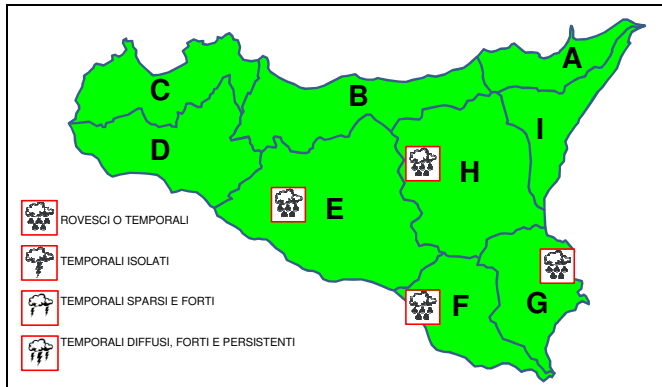 A
C
B
I
D
H
E
ROVESCI O TEMPORALI
TEMPORALI ISOLATI
TEMPORALI SPARSI E FORTI
F
G
TEMPORALI DIFFUSI, FORTI E PERSISTENTI